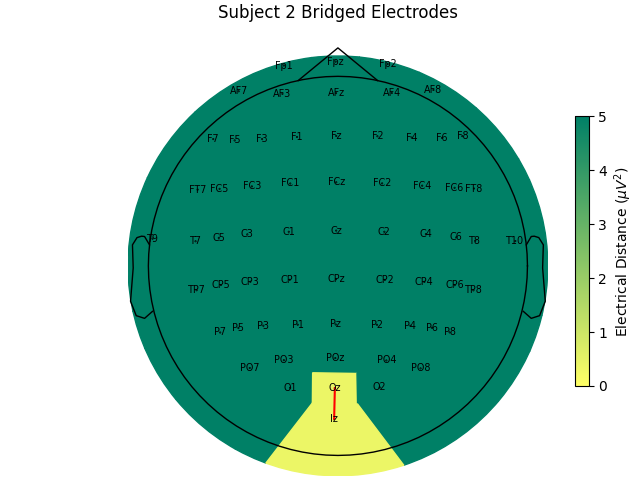 Subject 2 Bridged Electrodes
Fp1 Fpz Fp2
AF7 AF3 AFz AF4 AF8
F7 F5 F3 F1 Fz F2 F4 F6 F8
FT7 FC5 FC3 FC1 FCz FC2 FC4 FC6 FT8
T9 T7 C5 C3 C1 Cz C2 C4 C6 T8 T10
TP7 CP5 CP3 CP1 CPz CP2 CP4 CP6 TP8
P7 P5 P3 P1 Pz P2 P4 P6 P8
PO7 PO3 POz PO4 PO8
O1 Oz O2
Iz
5
4
3
2
1
0
Electrical Distance (μV²)